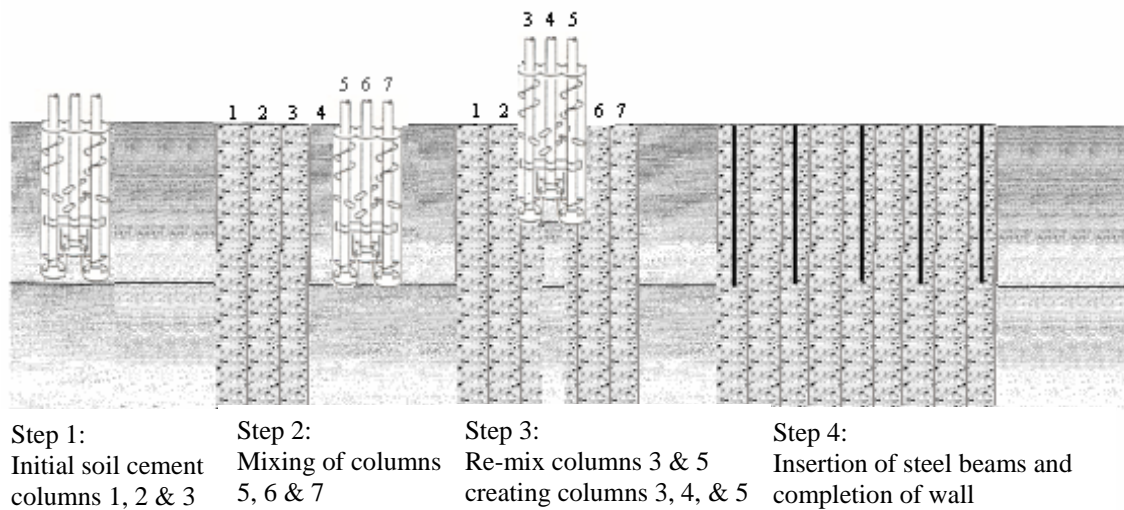 3 4 5
5 6 7
1 2 3 4
1 2
6 7
Step 1:
Initial soil cement
columns 1, 2 & 3
Step 2:
Mixing of columns
5, 6 & 7
Step 3:
Re-mix columns 3 & 5
creating columns 3, 4, & 5
Step 4:
Insertion of steel beams and
completion of wall